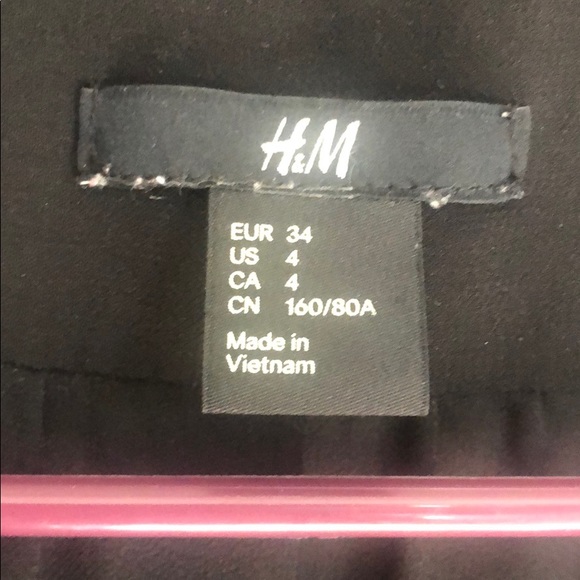 H&M
EUR 34
US 4
CA 4
CN 160/80A
Made in
Vietnam